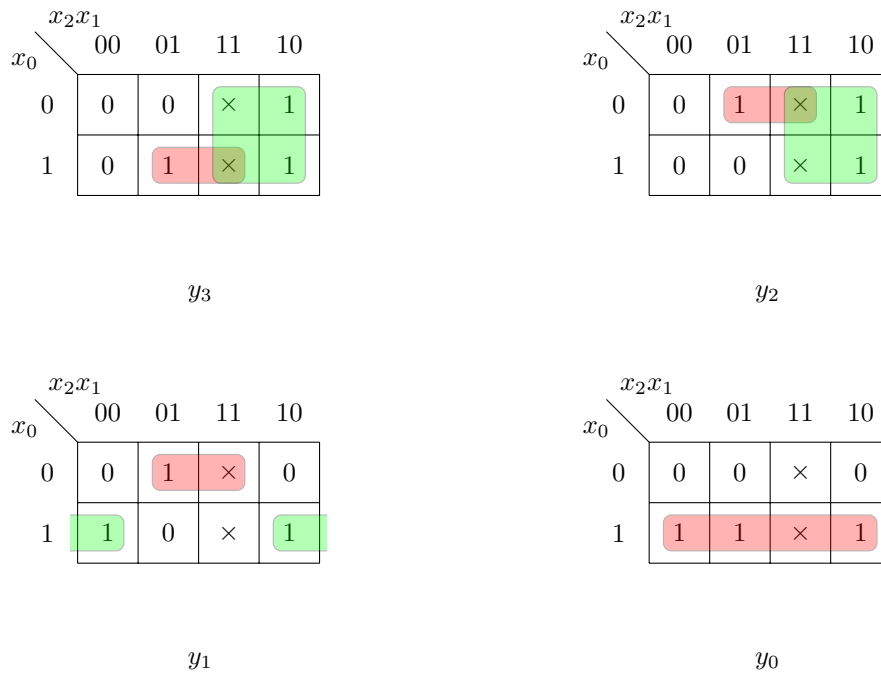 x₂x₁
x₀ 00 01 11 10
0 0 0 × 1
1 0 1 × 1
y₃
x₂x₁
x₀ 00 01 11 10
0 0 1 × 1
1 0 0 × 1
y₂
x₂x₁
x₀ 00 01 11 10
0 0 1 × 0
1 1 0 × 1
y₁
x₂x₁
x₀ 00 01 11 10
0 0 0 × 0
1 1 1 × 1
y₀